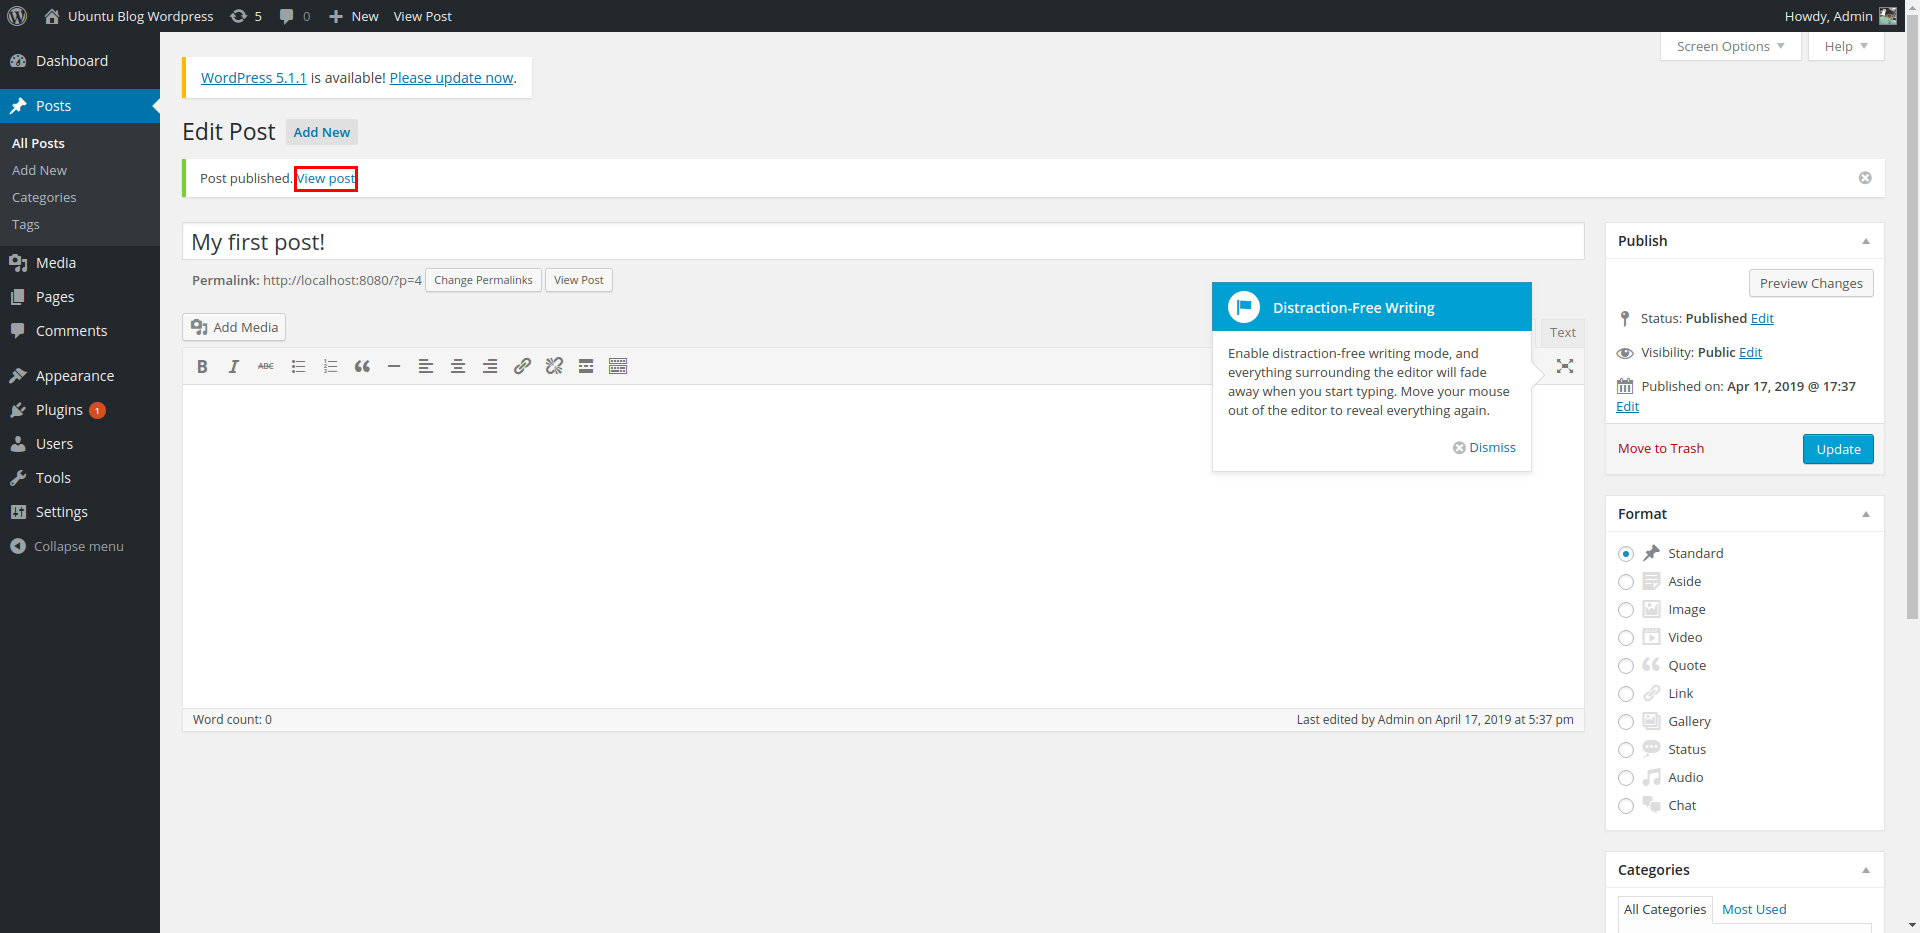 Ubuntu Blog Wordpress 5 0 New View Post Howdy, Admin
Dashboard
Posts
All Posts
Add New
Categories
Tags
Media
Pages
Comments
Appearance
Plugins 1
Users
Tools
Settings
Collapse menu
Screen Options Help
WordPress 5.1.1 is available! Please update now.
Edit Post Add New
Post published. View post
My first post!
Permalink: http://localhost:8080/?p=4 Change Permalinks View Post
Add Media
Text
B I ABC
Distraction-Free Writing
Enable distraction-free writing mode, and
everything surrounding the editor will fade
away when you start typing. Move your mouse
out of the editor to reveal everything again.
Dismiss
Word count: 0 Last edited by Admin on April 17, 2019 at 5:37 pm
Publish
Preview Changes
Status: Published Edit
Visibility: Public Edit
Published on: Apr 17, 2019 @ 17:37
Edit
Move to Trash Update
Format
Standard
Aside
Image
Video
Quote
Link
Gallery
Status
Audio
Chat
Categories
All Categories Most Used